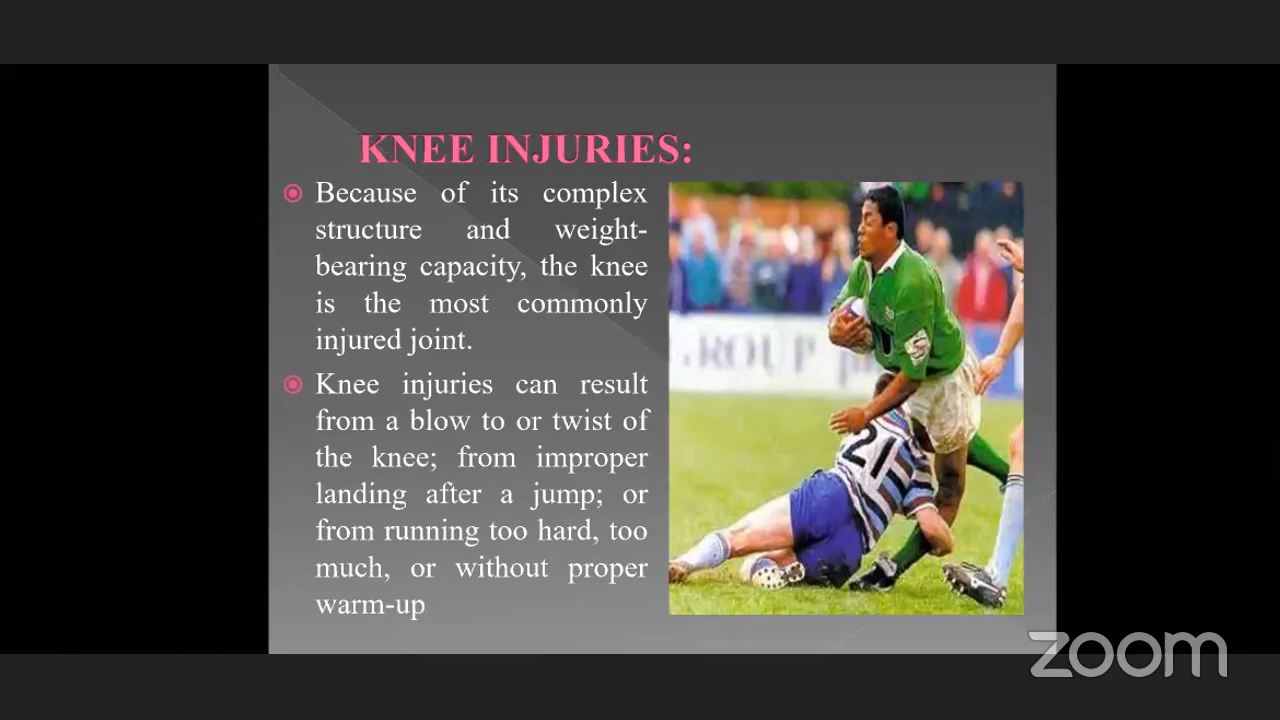 KNEE INJURIES:
Because of its complex
structure and weight-
bearing capacity, the knee
is the most commonly
injured joint.
Knee injuries can result
from a blow to or twist of
the knee; from improper
landing after a jump; or
from running too hard, too
much, or without proper
warm-up
GROUP
21
zoom